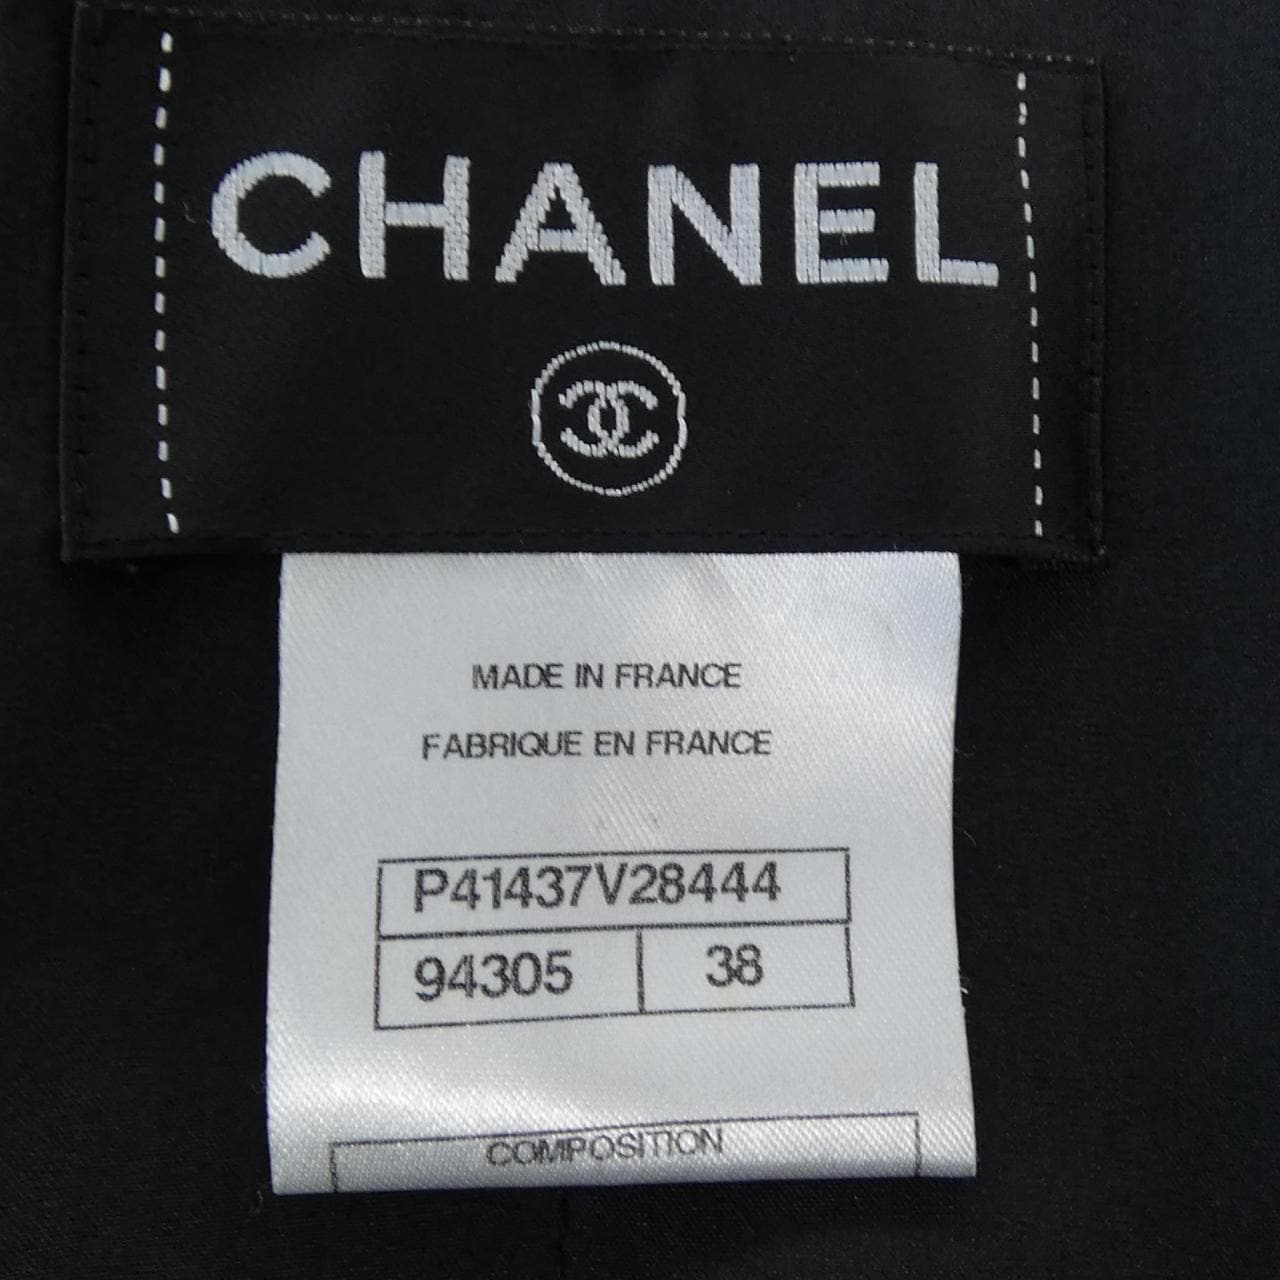 CHANEL
MADE IN FRANCE
FABRIQUE EN FRANCE
P41437V28444
94305 38
COMPOSITION